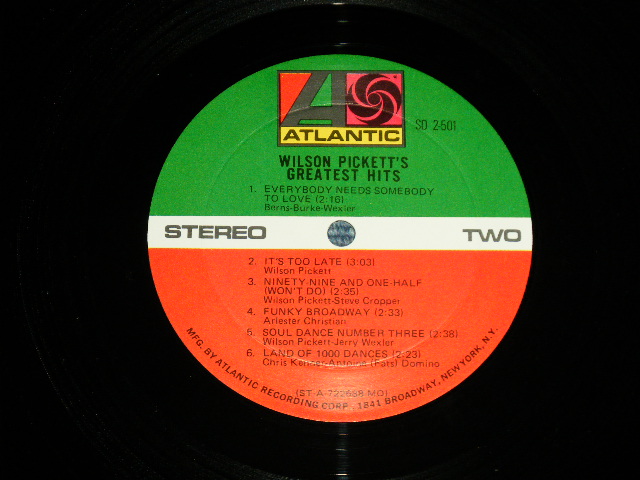 ATLANTIC
SD 2-501
WILSON PICKETT'S
GREATEST HITS
1. EVERYBODY NEEDS SOMEBODY
TO LOVE (2:16)
Berns-Burke-Wexler
STEREO
TWO
2. IT'S TOO LATE (3:03)
Wilson Pickett
3. NINETY-NINE AND ONE-HALF
(WON'T DO) (2:35)
Wilson Pickett-Steve Cropper
4. FUNKY BROADWAY (2:33)
Arlester Christian
5. SOUL DANCE NUMBER THREE (2:38)
Wilson Pickett-Jerry Wexler
6. LAND OF 1000 DANCES (2:23)
Chris Kenner-Antoine (Fats) Domino
(ST-A-722658-MO)
MFG. BY ATLANTIC RECORDING CORP., 1841 BROADWAY, NEW YORK, N.Y.